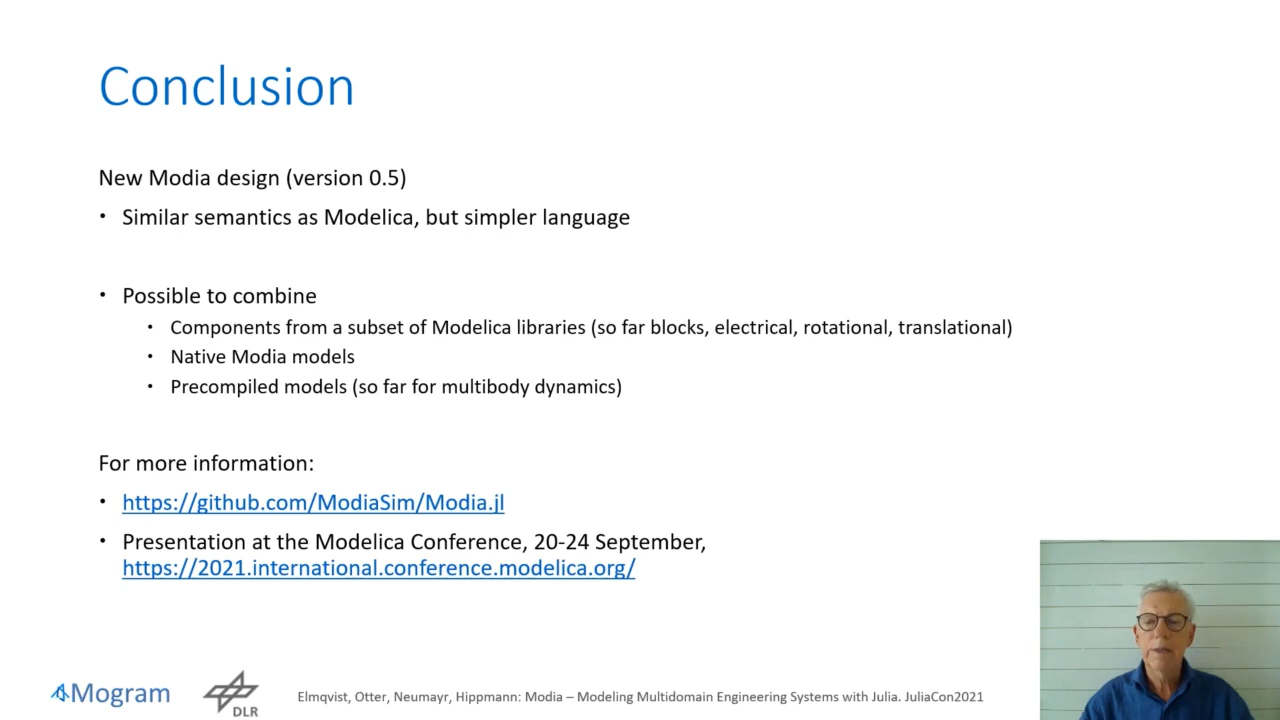 Conclusion
New Modia design (version 0.5)
• Similar semantics as Modelica, but simpler language
• Possible to combine
• Components from a subset of Modelica libraries (so far blocks, electrical, rotational, translational)
• Native Modia models
• Precompiled models (so far for multibody dynamics)
For more information:
• https://github.com/ModiaSim/Modia.jl
• Presentation at the Modelica Conference, 20-24 September,
https://2021.international.conference.modelica.org/
Mogram
DLR
Elmqvist, Otter, Neumayr, Hippmann: Modia – Modeling Multidomain Engineering Systems with Julia. JuliaCon2021